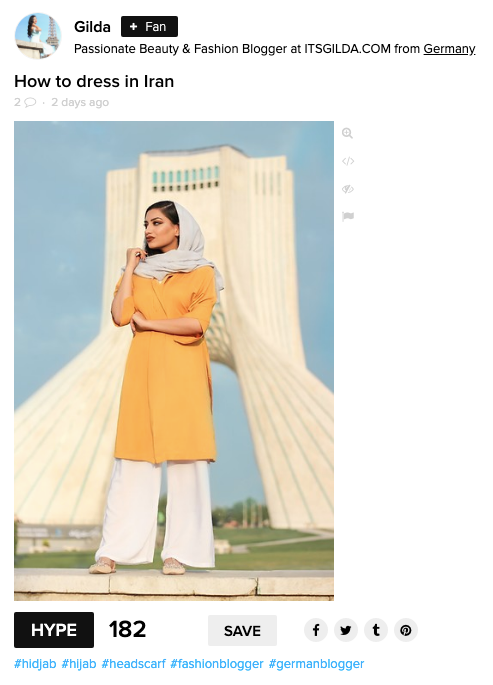 Gilda + Fan
Passionate Beauty & Fashion Blogger at ITSGILDA.COM from Germany
How to dress in Iran
2 · 2 days ago
</>
HYPE 182 SAVE f t p
#hidjab #hijab #headscarf #fashionblogger #germanblogger